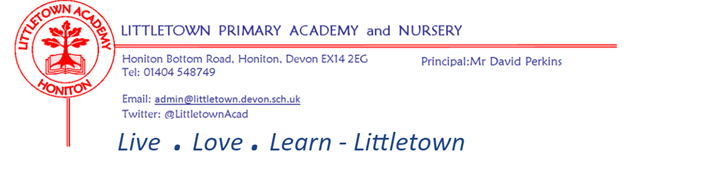 LITTLETOWN ACADEMY
HONITON
LITTLETOWN PRIMARY ACADEMY and NURSERY
Honiton Bottom Road, Honiton, Devon EX14 2EG
Principal:Mr David Perkins
Tel: 01404 548749
Email: admin@littletown.devon.sch.uk
Twitter: @LittletownAcad
Live . Love . Learn - Littletown